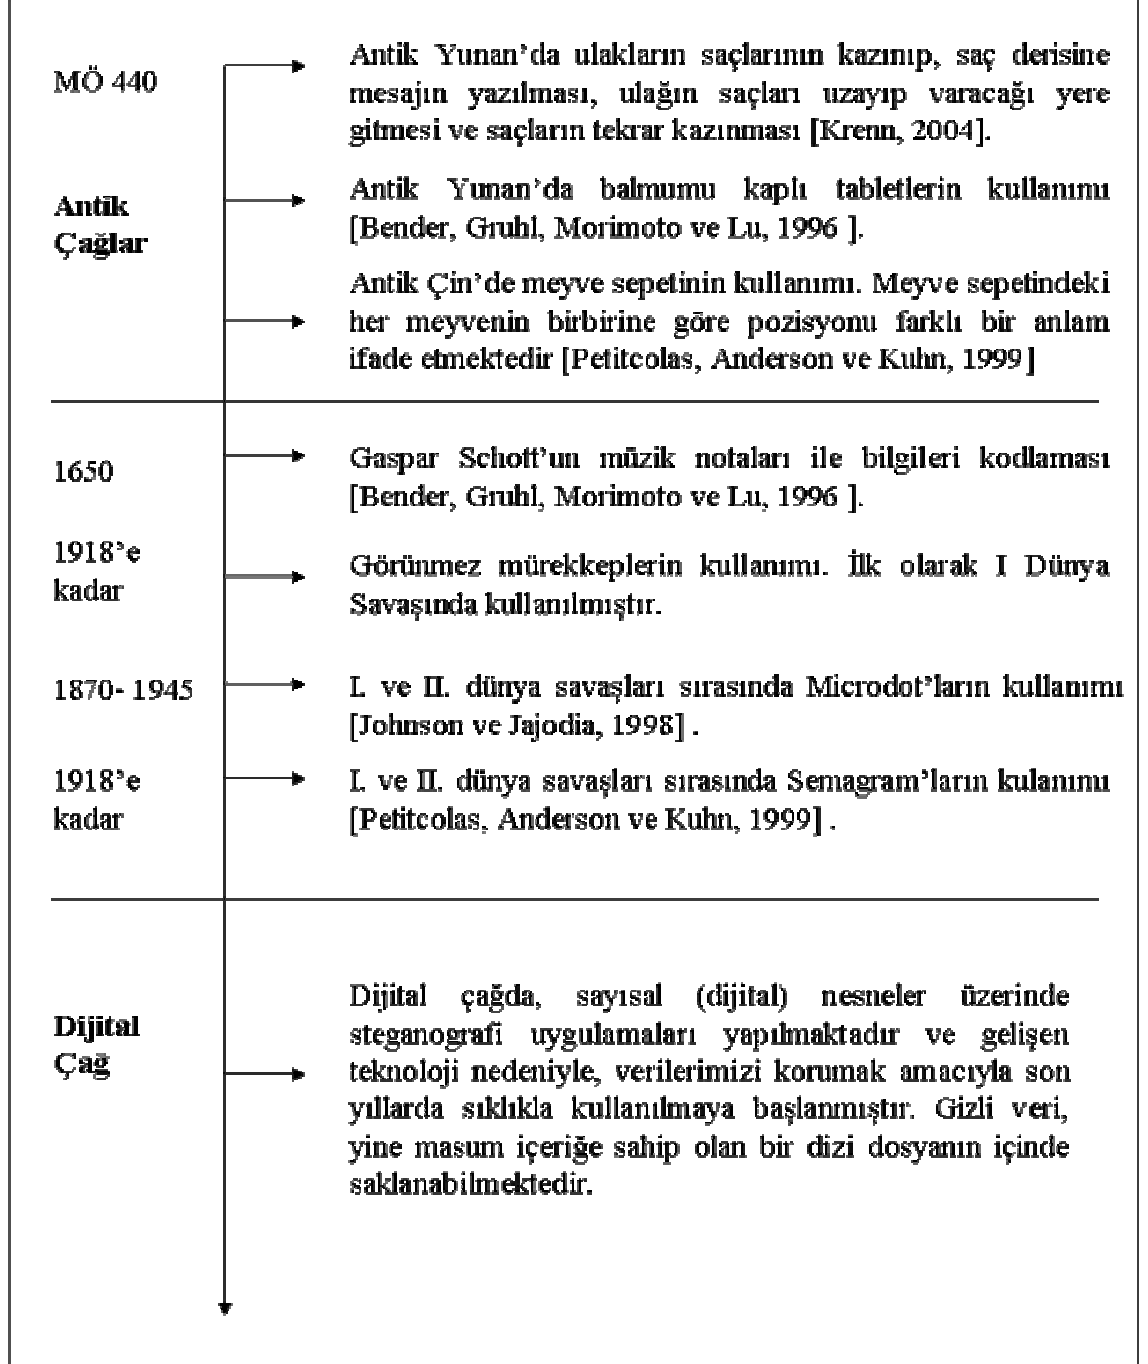 MÖ 440
Antik Yunan'da ulakların saçlarının kazınıp, saç derisine
mesajın yazılması, ulağın saçları uzayıp varacağı yere
gitmesi ve saçların tekrar kazınması [Krenn, 2004].
Antik
Çağlar
Antik Yunan'da balmumu kaplı tabletlerin kullanımı
[Bender, Gruhl, Morimoto ve Lu, 1996 ].
Antik Çin'de meyve sepetinin kullanımı. Meyve sepetindeki
her meyvenin birbirine göre pozisyonu farklı bir anlam
ifade etmektedir [Petitcolas, Anderson ve Kuhn, 1999]
1650
Gaspar Schott'un müzik notaları ile bilgileri kodlaması
[Bender, Gruhl, Morimoto ve Lu, 1996 ].
1918'e
kadar
Görünmez mürekkeplerin kullanımı. İlk olarak I Dünya
Savaşında kullanılmıştır.
1870- 1945
I. ve II. dünya savaşları sırasında Microdot'ların kullanımı
[Johnson ve Jajodia, 1998] .
1918'e
kadar
I. ve II. dünya savaşları sırasında Semagram'ların kulanımı
[Petitcolas, Anderson ve Kuhn, 1999] .
Dijital
Çağ
Dijital çağda, sayısal (dijital) nesneler üzerinde
steganografi uygulamaları yapılmaktadır ve gelişen
teknoloji nedeniyle, verilerimizi korumak amacıyla son
yıllarda sıklıkla kullanılmaya başlanmıştır. Gizli veri,
yine masum içeriğe sahip olan bir dizi dosyanın içinde
saklanabilmektedir.